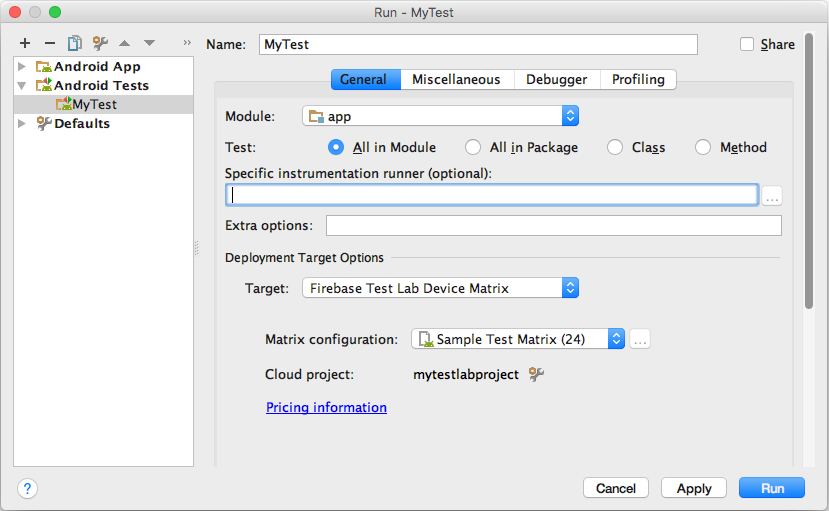 Run - MyTest
Name: MyTest Share
Android App
Android Tests
MyTest
Defaults
General Miscellaneous Debugger Profiling
Module: app
Test: All in Module All in Package Class Method
Specific instrumentation runner (optional):
...
Extra options:
Deployment Target Options
Target: Firebase Test Lab Device Matrix
Matrix configuration: Sample Test Matrix (24) ...
Cloud project: mytestlabproject
Pricing information
? Cancel Apply Run